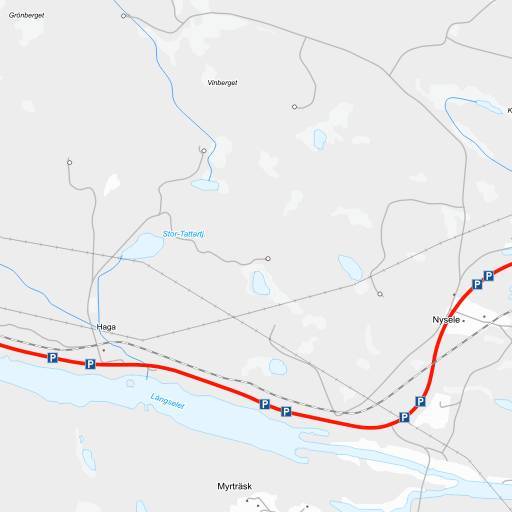 Grönberget
Vinberget
K
Stor-Tattartj.
Haga
Nysele
P P
P P
P P
P P
Långselet
Myrträsk